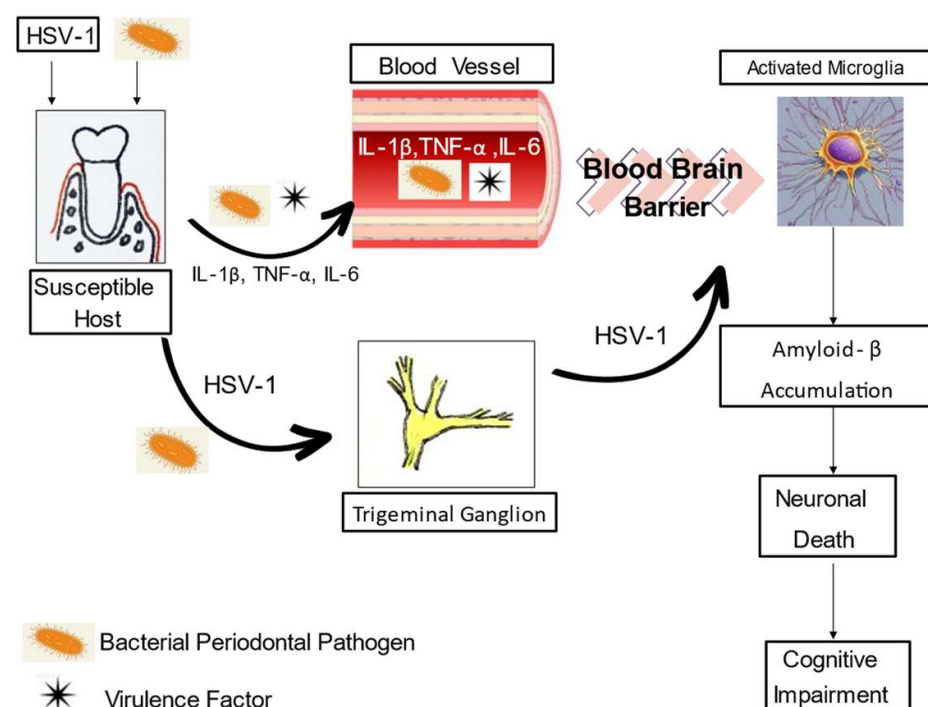 HSV-1
Blood Vessel
Activated Microglia
IL-1β,TNF-α ,IL-6
Blood Brain
Barrier
IL-1β, TNF-α, IL-6
Susceptible
Host
HSV-1
HSV-1
Amyloid- β
Accumulation
Trigeminal Ganglion
Neuronal
Death
Bacterial Periodontal Pathogen
Virulence Factor
Cognitive
Impairment